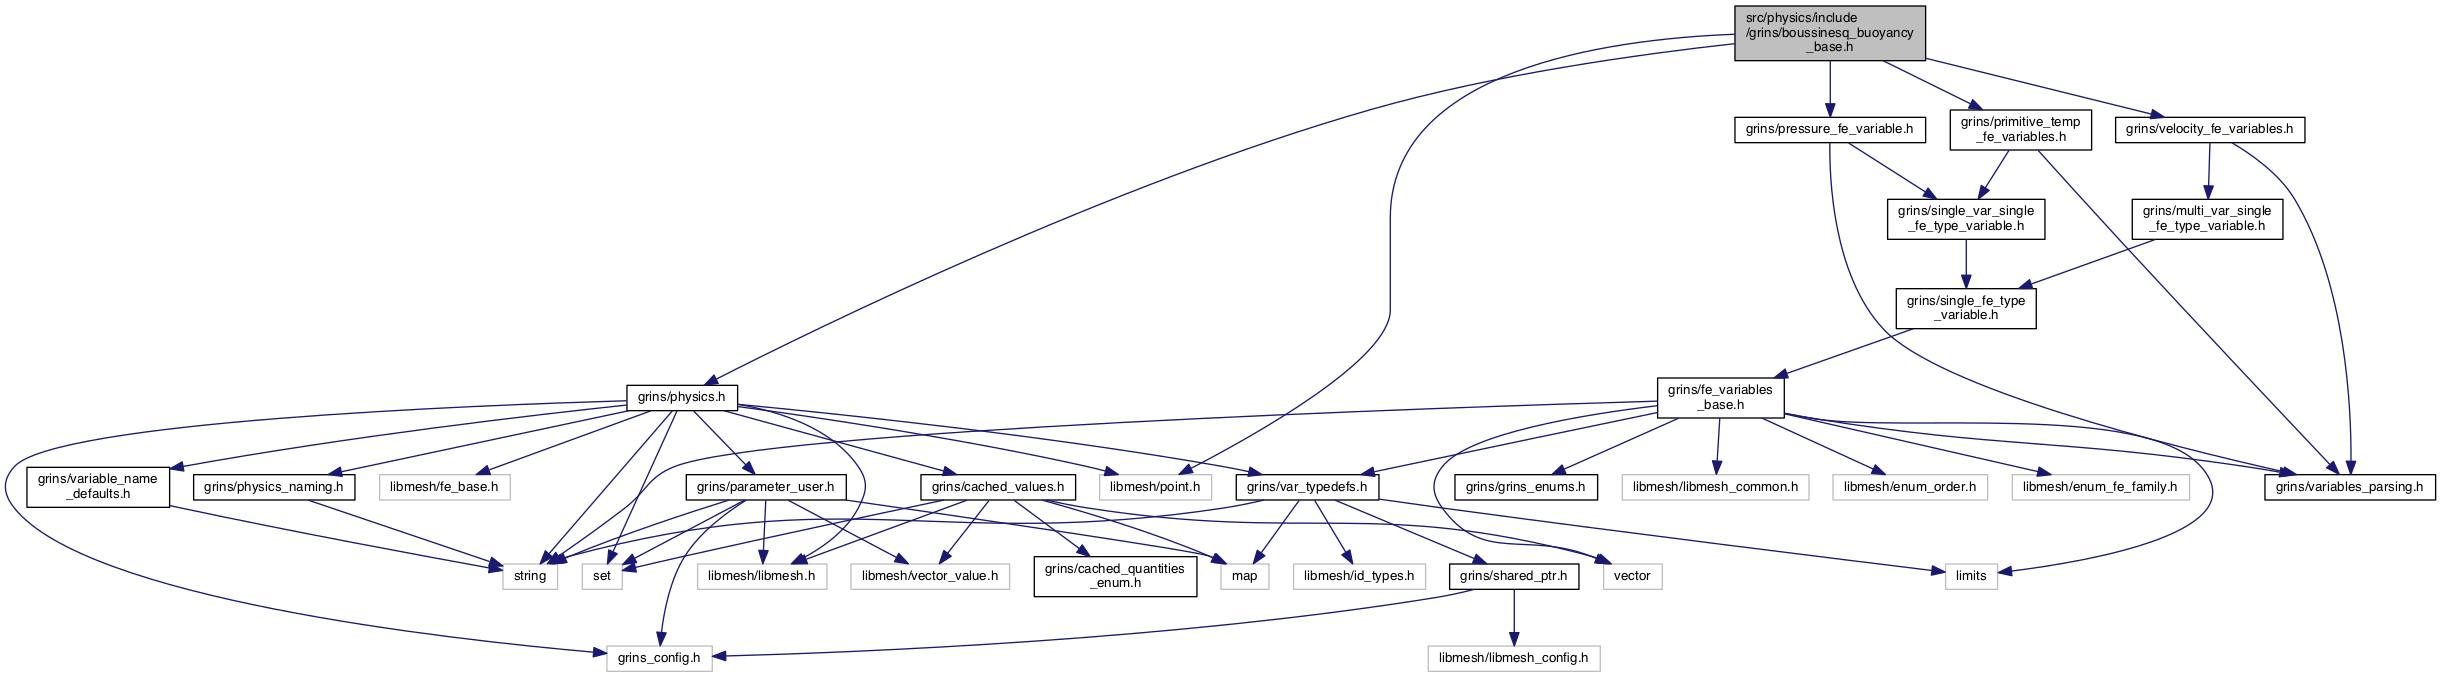 src/physics/include
/grins/boussinesq_buoyancy
_base.h
grins/pressure_fe_variable.h
grins/primitive_temp
_fe_variables.h
grins/velocity_fe_variables.h
grins/single_var_single
_fe_type_variable.h
grins/multi_var_single
_fe_type_variable.h
grins/single_fe_type
_variable.h
grins/physics.h
grins/fe_variables
_base.h
grins/variable_name
_defaults.h
grins/physics_naming.h
libmesh/fe_base.h
grins/parameter_user.h
grins/cached_values.h
libmesh/point.h
grins/var_typedefs.h
grins/grins_enums.h
libmesh/libmesh_common.h
libmesh/enum_order.h
libmesh/enum_fe_family.h
grins/variables_parsing.h
string
set
libmesh/libmesh.h
libmesh/vector_value.h
grins/cached_quantities
_enum.h
map
libmesh/id_types.h
grins/shared_ptr.h
vector
limits
grins_config.h
libmesh/libmesh_config.h